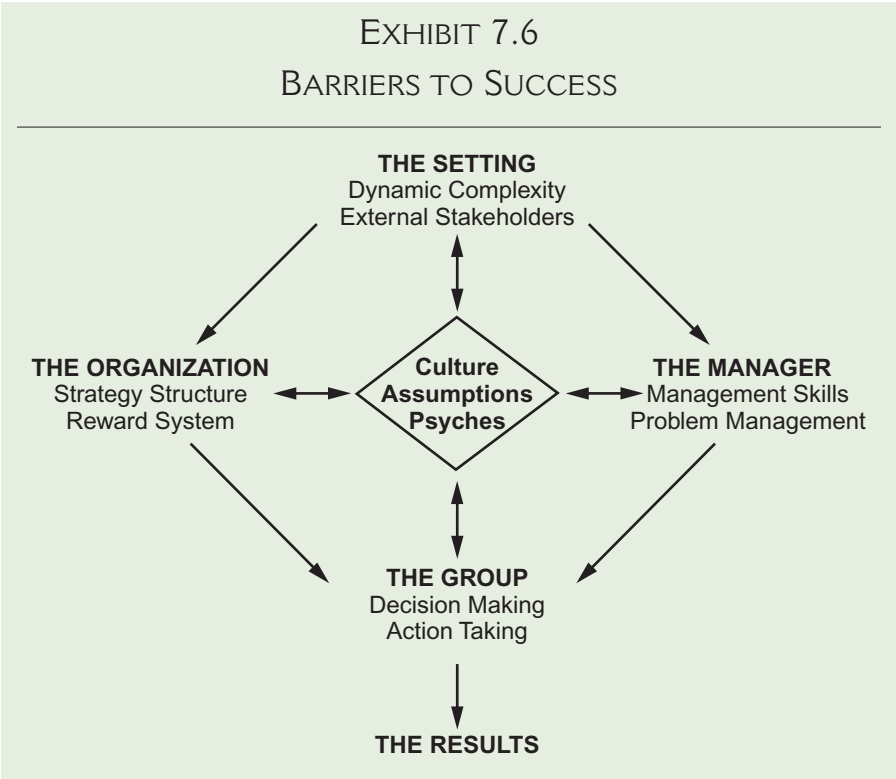 EXHIBIT 7.6
BARRIERS TO SUCCESS
THE SETTING
Dynamic Complexity
External Stakeholders
THE ORGANIZATION
Strategy Structure
Reward System
Culture
Assumptions
Psyches
THE MANAGER
Management Skills
Problem Management
THE GROUP
Decision Making
Action Taking
THE RESULTS